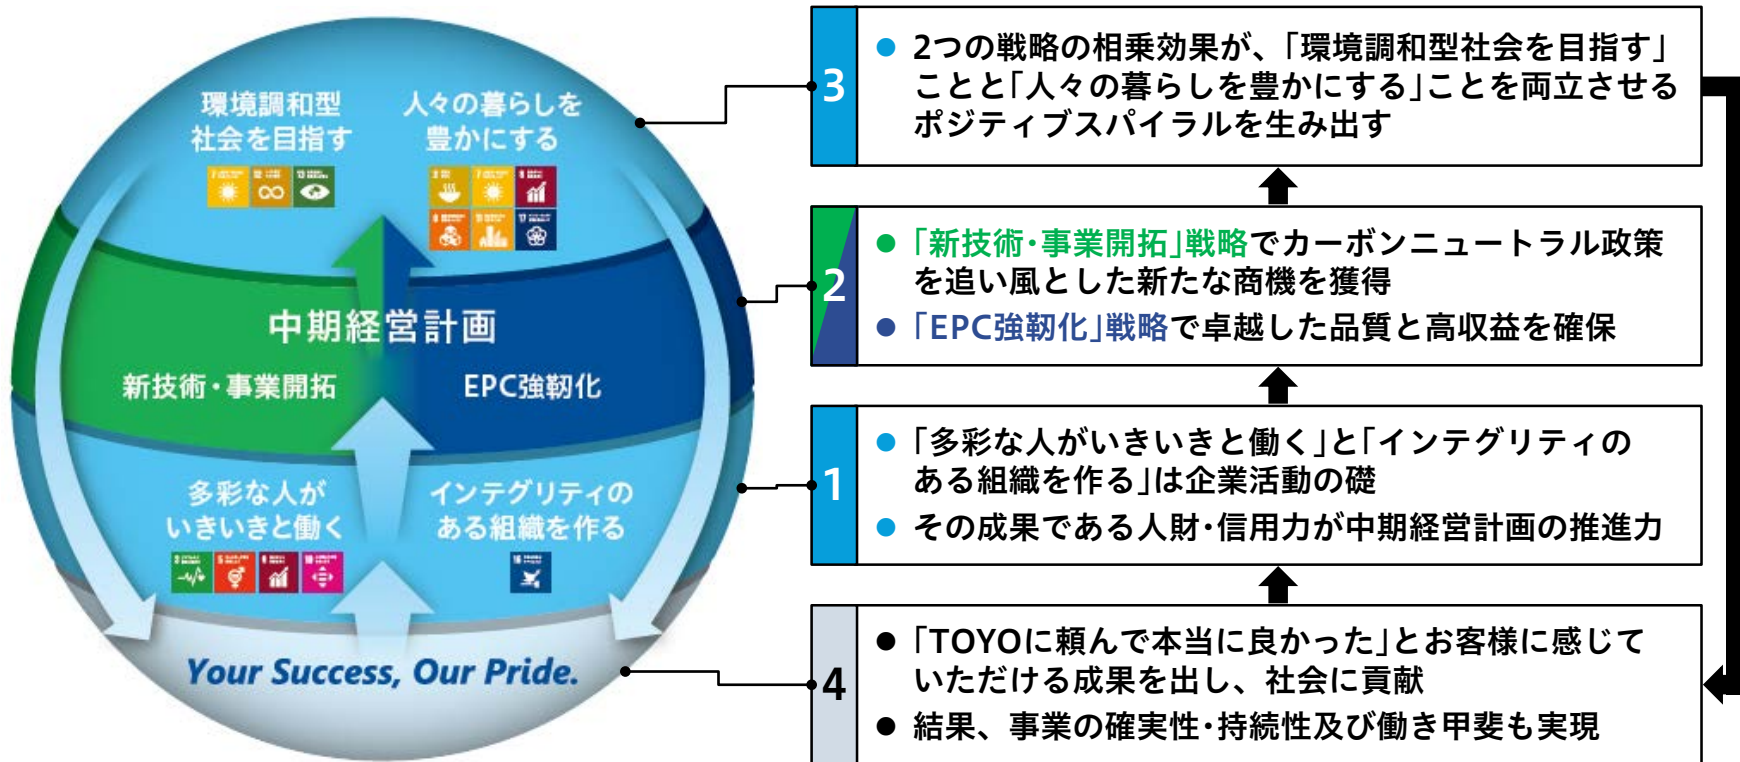 環境調和型
社会を目指す
人々の暮らしを
豊かにする
中期経営計画
新技術・事業開拓
EPC強靭化
多彩な人が
いきいきと働く
インテグリティの
ある組織を作る
Your Success, Our Pride.
3
● 2つの戦略の相乗効果が、「環境調和型社会を目指す」
ことと「人々の暮らしを豊かにする」ことを両立させる
ポジティブスパイラルを生み出す
2
● 「新技術・事業開拓」戦略でカーボンニュートラル政策
を追い風とした新たな商機を獲得
● 「EPC強靭化」戦略で卓越した品質と高収益を確保
1
● 「多彩な人がいきいきと働く」と「インテグリティの
ある組織を作る」は企業活動の礎
● その成果である人財・信用力が中期経営計画の推進力
4
● 「TOYOに頼んで本当に良かった」とお客様に感じて
いただける成果を出し、社会に貢献
● 結果、事業の確実性・持続性及び働き甲斐も実現